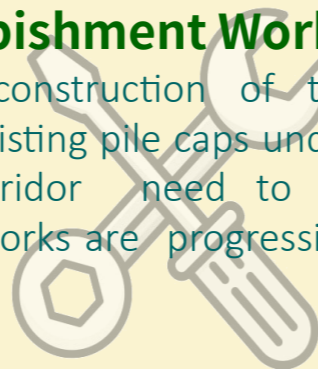 bishment Work
construction of t
isting pile caps und
ridor need to
orks are progressi